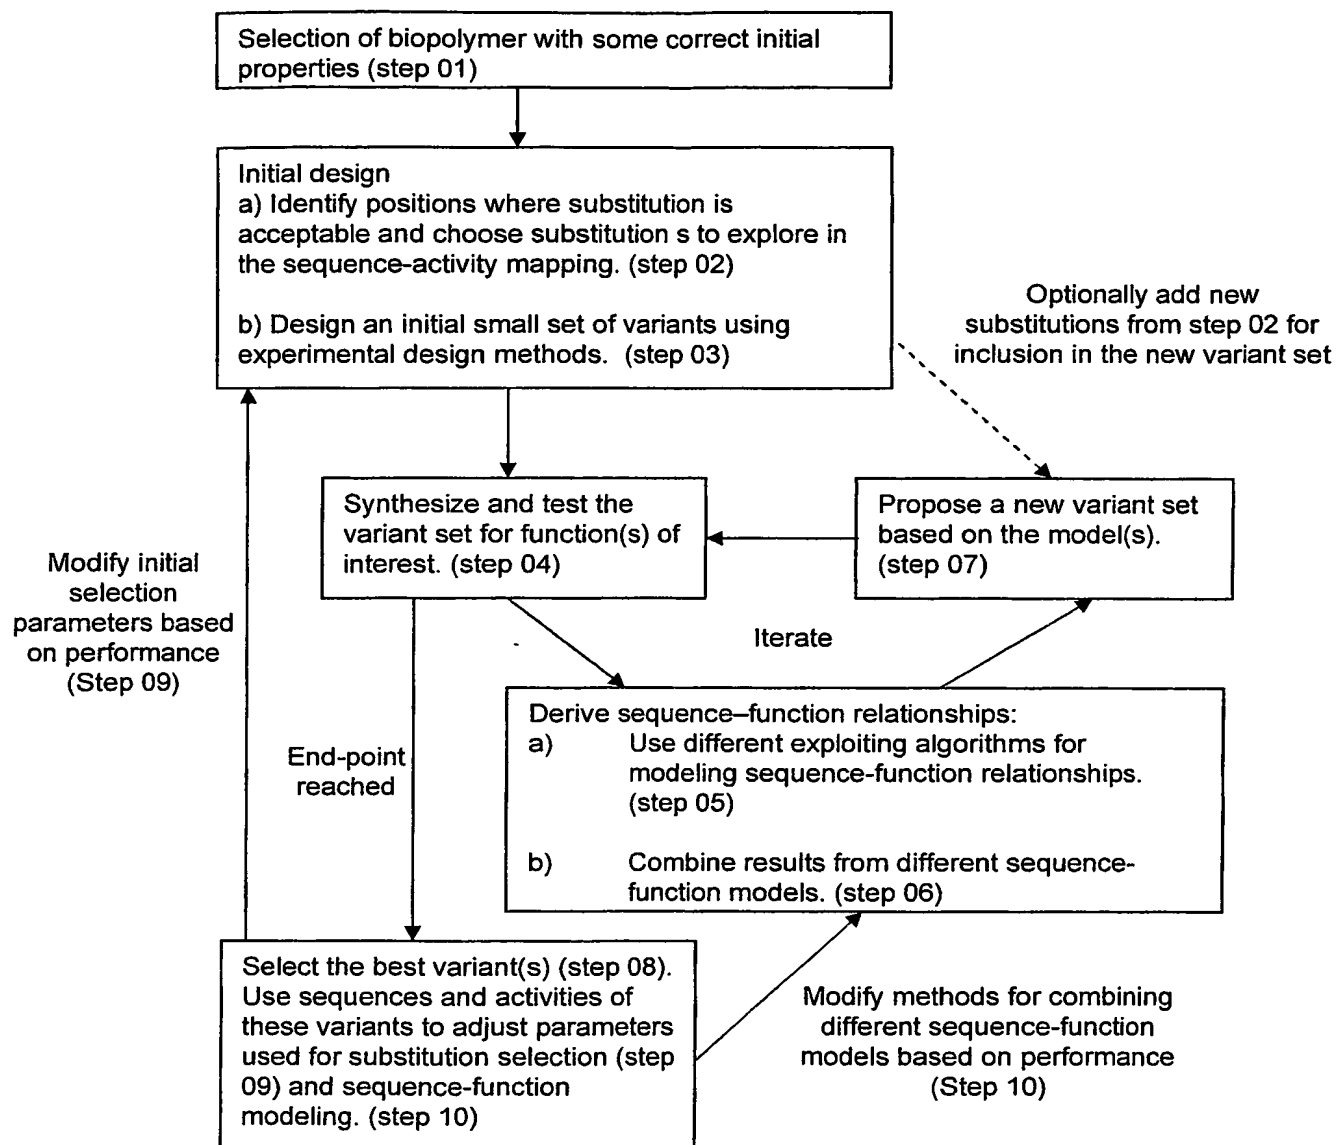 Selection of biopolymer with some correct initial
properties (step 01)
Initial design
a) Identify positions where substitution is
acceptable and choose substitution s to explore in
the sequence-activity mapping. (step 02)
b) Design an initial small set of variants using
experimental design methods. (step 03)
Optionally add new
substitutions from step 02 for
inclusion in the new variant set
Synthesize and test the
variant set for function(s) of
interest. (step 04)
Propose a new variant set
based on the model(s).
(step 07)
Modify initial
selection
parameters based
on performance
(Step 09)
Iterate
End-point
reached
Derive sequence–function relationships:
a) Use different exploiting algorithms for
modeling sequence-function relationships.
(step 05)
b) Combine results from different sequence-
function models. (step 06)
Select the best variant(s) (step 08).
Use sequences and activities of
these variants to adjust parameters
used for substitution selection (step
09) and sequence-function
modeling. (step 10)
Modify methods for combining
different sequence-function
models based on performance
(Step 10)